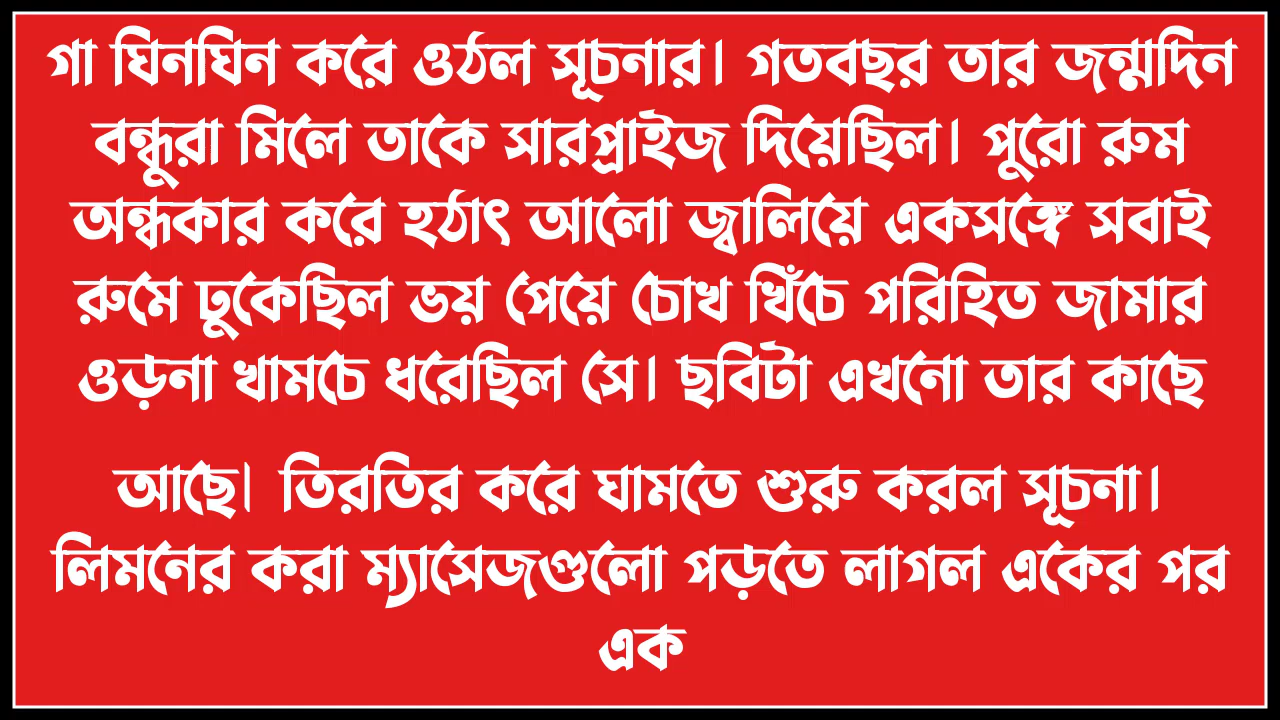 গা ঘিনঘিন করে ওঠল সূচনার। গতবছর তার জন্মদিন
বন্ধুরা মিলে তাকে সারপ্রাইজ দিয়েছিল। পুরো রুম
অন্ধকার করে হঠাৎ আলো জ্বালিয়ে একসঙ্গে সবাই
রুমে ঢুকেছিল ভয় পেয়ে চোখ খিঁচে পরিহিত জামার
ওড়না খামচে ধরেছিল সে। ছবিটা এখনো তার কাছে
আছে। তিরতির করে ঘামতে শুরু করল সূচনা।
লিমনের করা ম্যাসেজগুলো পড়তে লাগল একের পর
এক